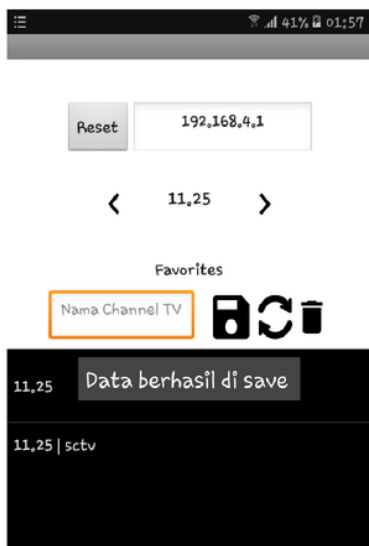 41% 01:57
Reset
192.168.4.1
11.25
Favorites
Nama Channel TV
11.25
Data berhasil di save
11.25 | sctv